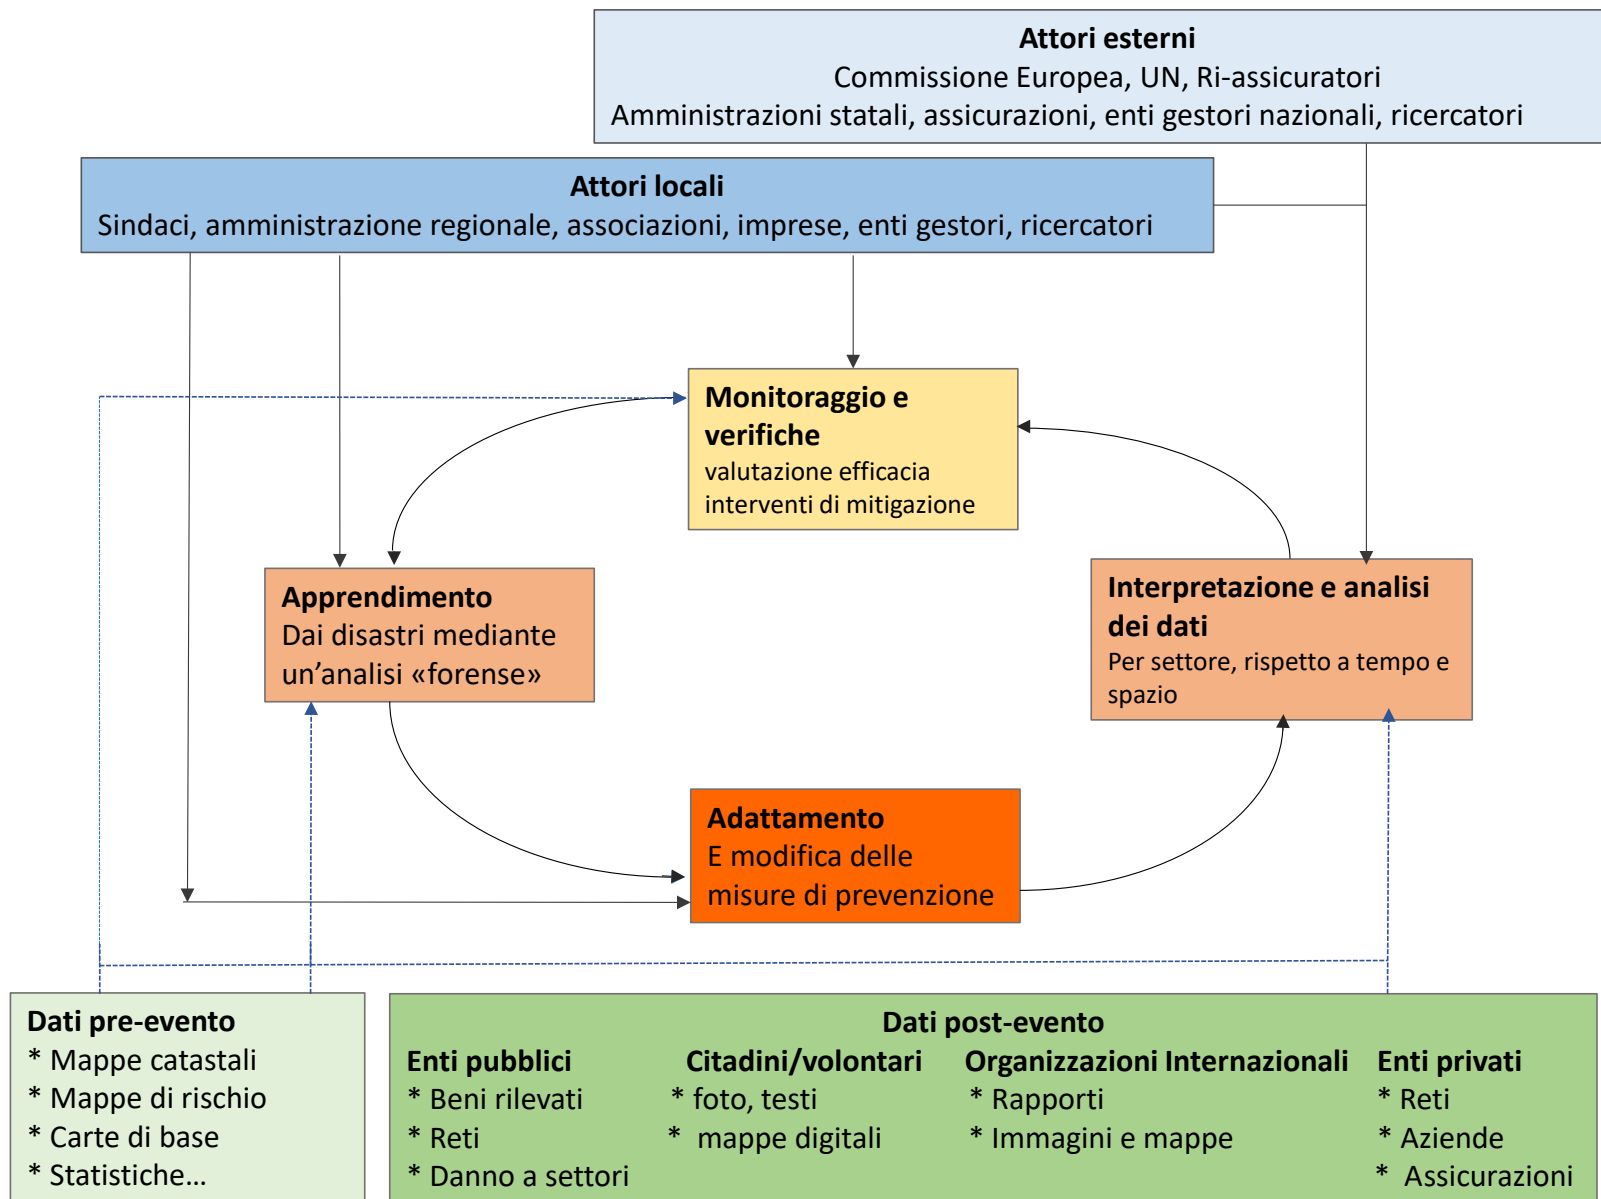 Attori esterni
Commissione Europea, UN, Ri-assicuratori
Amministrazioni statali, assicurazioni, enti gestori nazionali, ricercatori
Attori locali
Sindaci, amministrazione regionale, associazioni, imprese, enti gestori, ricercatori
Monitoraggio e
verifiche
valutazione efficacia
interventi di mitigazione
Apprendimento
Dai disastri mediante
un’analisi «forense»
Interpretazione e analisi
dei dati
Per settore, rispetto a tempo e
spazio
Adattamento
E modifica delle
misure di prevenzione
Dati pre-evento
* Mappe catastali
* Mappe di rischio
* Carte di base
* Statistiche…
Dati post-evento
Enti pubblici Citadini/volontari Organizzazioni Internazionali Enti privati
* Beni rilevati * foto, testi * Rapporti * Reti
* Reti * mappe digitali * Immagini e mappe * Aziende
* Danno a settori * Assicurazioni